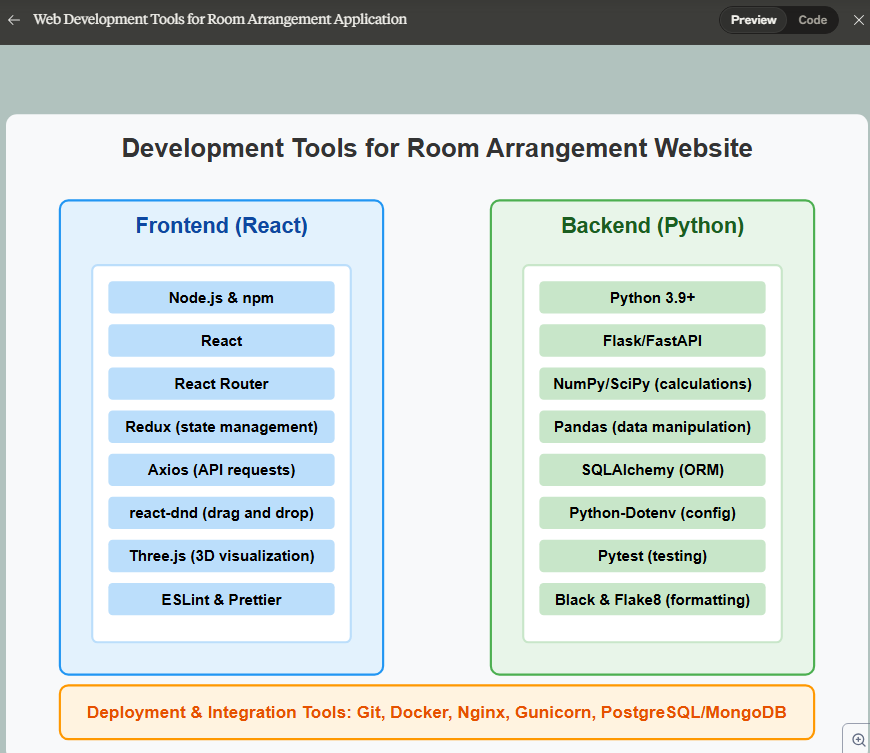 Web Development Tools for Room Arrangement Application
Preview
Code
Development Tools for Room Arrangement Website
Frontend (React)
Node.js & npm
React
React Router
Redux (state management)
Axios (API requests)
react-dnd (drag and drop)
Three.js (3D visualization)
ESLint & Prettier
Backend (Python)
Python 3.9+
Flask/FastAPI
NumPy/SciPy (calculations)
Pandas (data manipulation)
SQLAlchemy (ORM)
Python-Dotenv (config)
Pytest (testing)
Black & Flake8 (formatting)
Deployment & Integration Tools: Git, Docker, Nginx, Gunicorn, PostgreSQL/MongoDB